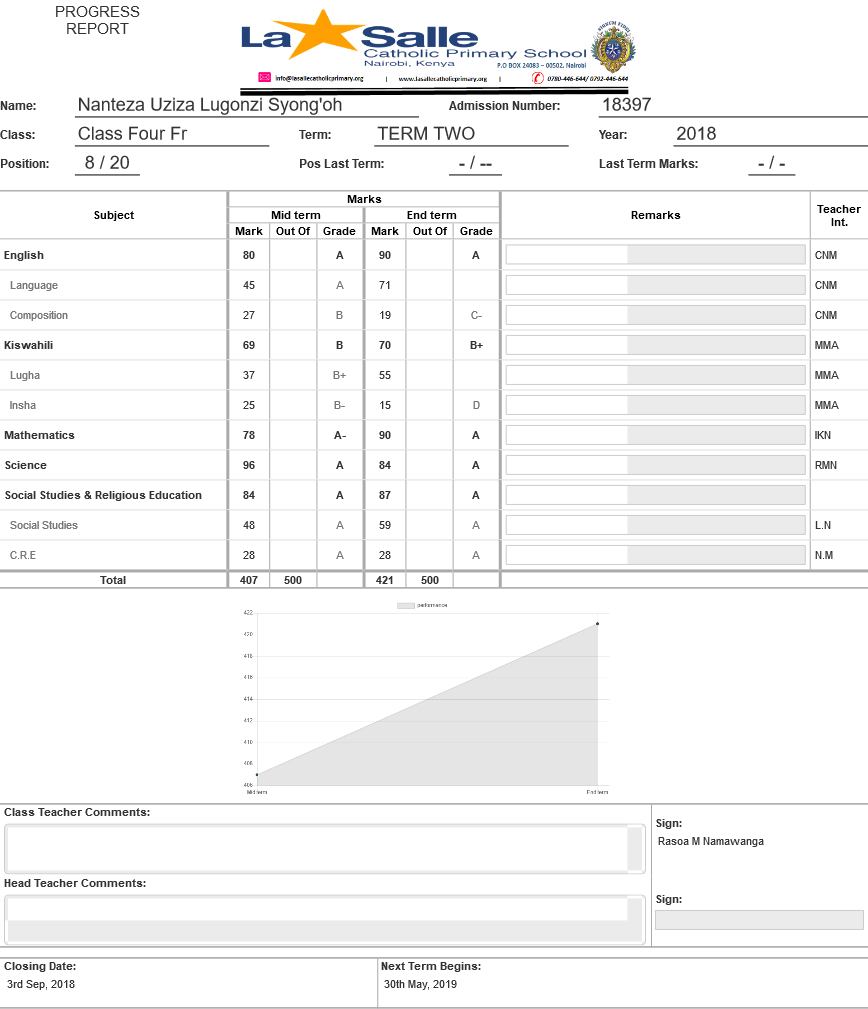 PROGRESS
REPORT
La Salle
Catholic Primary School
Nairobi, Kenya
P.O BOX 24083 – 00502, Nairobi
info@lasallecatholicprimary.org | www.lasallecatholicprimary.org | 0780-446-644/ 0792-446-644
Name: Nanteza Uziza Lugonzi Syong'oh Admission Number: 18397
Class: Class Four Fr Term: TERM TWO Year: 2018
Position: 8 / 20 Pos Last Term: - / -- Last Term Marks: - / -
Subject Marks Remarks Teacher Int.
Mid term End term
Mark Out Of Grade Mark Out Of Grade
English 80 A 90 A CNM
Language 45 A 71 CNM
Composition 27 B 19 C- CNM
Kiswahili 69 B 70 B+ MMA
Lugha 37 B+ 55 MMA
Insha 25 B- 15 D MMA
Mathematics 78 A- 90 A IKN
Science 96 A 84 A RMN
Social Studies & Religious Education 84 A 87 A
Social Studies 48 A 59 A L.N
C.R.E 28 A 28 A N.M
Total 407 500 421 500
performance
422
420
418
416
414
412
410
408
406
Mid term End term
Class Teacher Comments:
Sign:
Rasoa M Namawanga
Head Teacher Comments:
Sign:
Closing Date: Next Term Begins:
3rd Sep, 2018 30th May, 2019